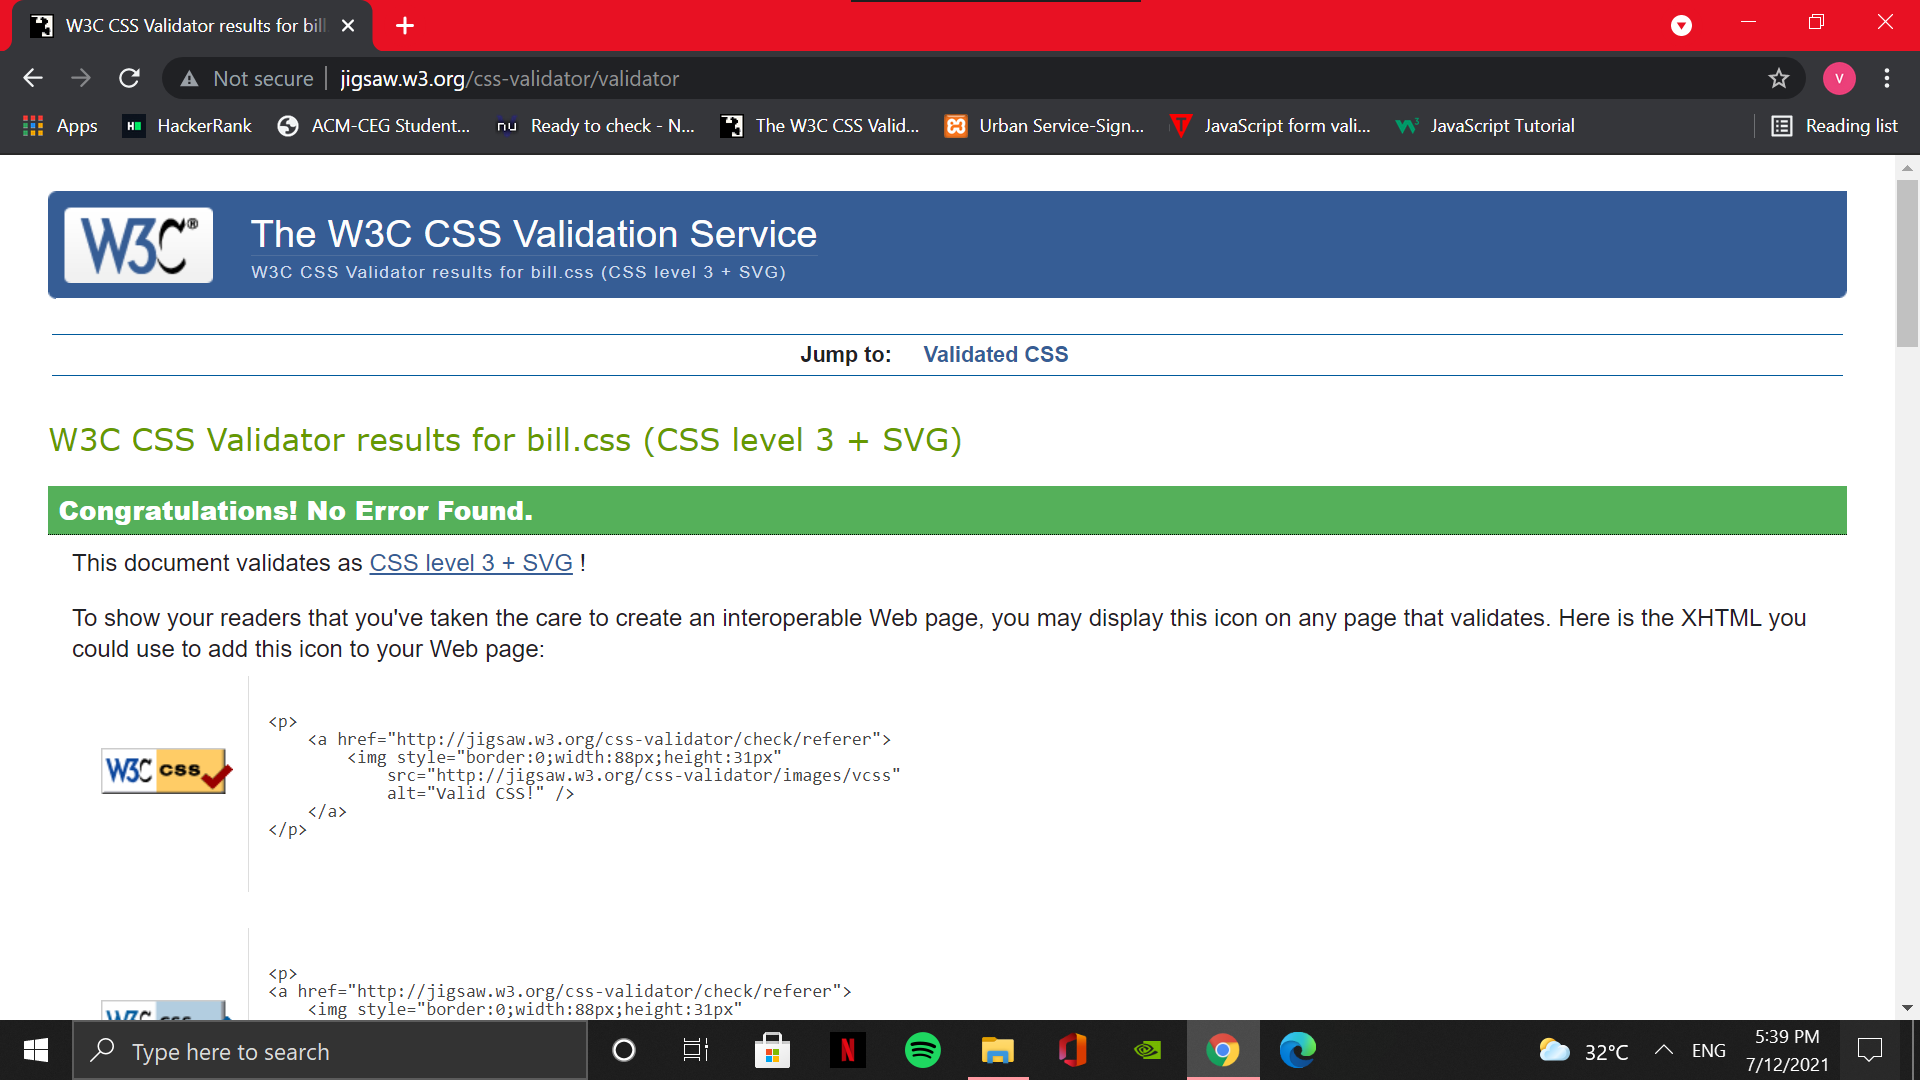 W3C CSS Validator results for bill
Not secure | jigsaw.w3.org/css-validator/validator
V
Apps HackerRank ACM-CEG Student... nu Ready to check - N... The W3C CSS Valid... Urban Service-Sign... JavaScript form vali... JavaScript Tutorial Reading list
W3C® The W3C CSS Validation Service
W3C CSS Validator results for bill.css (CSS level 3 + SVG)
Jump to: Validated CSS
W3C CSS Validator results for bill.css (CSS level 3 + SVG)
Congratulations! No Error Found.
This document validates as CSS level 3 + SVG !
To show your readers that you've taken the care to create an interoperable Web page, you may display this icon on any page that validates. Here is the XHTML you
could use to add this icon to your Web page:
<p>
<a href="http://jigsaw.w3.org/css-validator/check/referer">
<img style="border:0;width:88px;height:31px"
W3C css
src="http://jigsaw.w3.org/css-validator/images/vcss"
alt="Valid CSS!" />
</a>
</p>
<p>
<a href="http://jigsaw.w3.org/css-validator/check/referer">
<img style="border:0;width:88px;height:31px"
W3C css
Type here to search
N
32°C
ENG
5:39 PM
7/12/2021